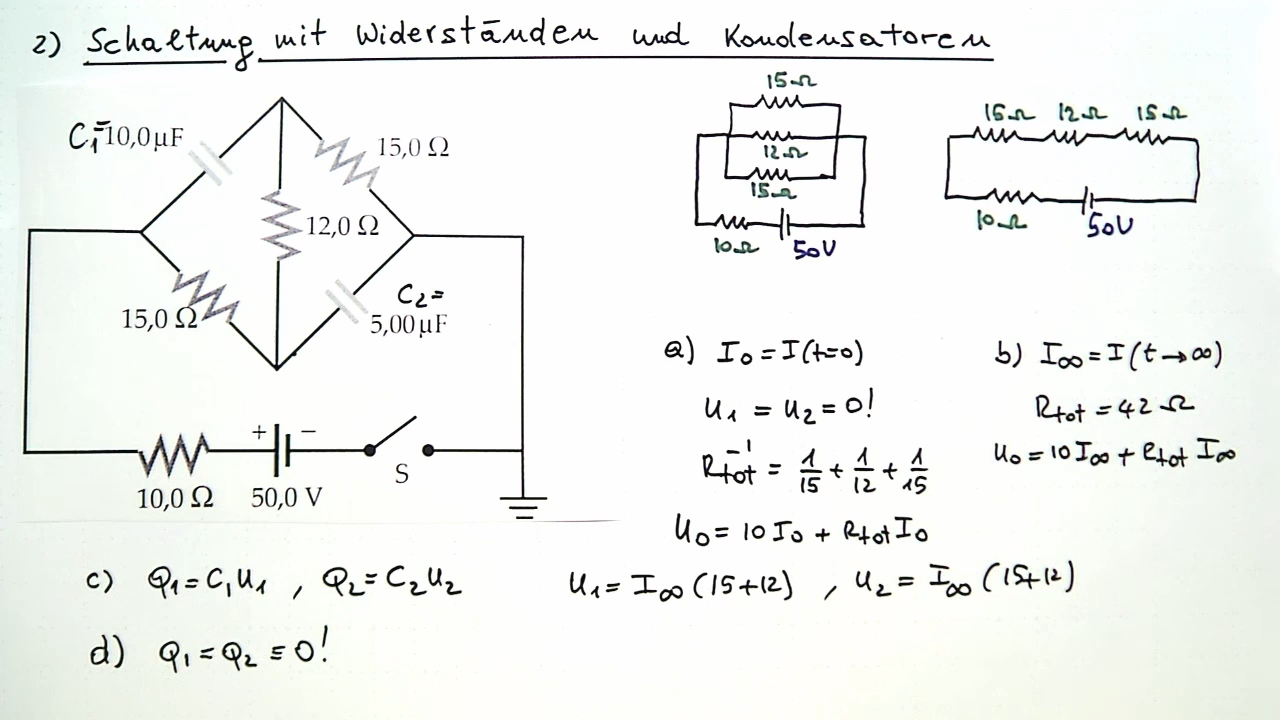 2) Schaltung mit Widerständen und Kondensatoren
C₁=10,0 µF
15,0 Ω
12,0 Ω
15,0 Ω
C₂=
5,00 µF
+ −
S
10,0 Ω 50,0 V
15Ω
12Ω
15Ω
10Ω 50V
15Ω 12Ω 15Ω
10Ω 50V
a) I₀ = I(t=0)
U₁ = U₂ = 0!
Rtot⁻¹ = 1/15 + 1/12 + 1/15
U₀ = 10 I₀ + Rtot I₀
b) I∞ = I(t→∞)
Rtot = 42 Ω
U₀ = 10 I∞ + Rtot I∞
c) Q₁ = C₁U₁ , Q₂ = C₂U₂ U₁ = I∞ (15+12) , U₂ = I∞ (15+12)
d) Q₁ = Q₂ = 0!